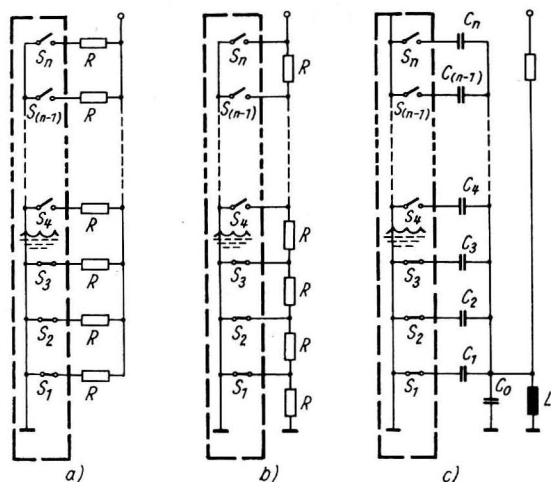 Sn R Sn R Sn Cn
S(n-1) R S(n-1) R S(n-1) C(n-1)
S4 R S4 S4 C4
R
S3 R S3 S3 C3
R
S2 R S2 S2 C2
R
S1 R S1 S1 C1
R C0 L
a) b) c)